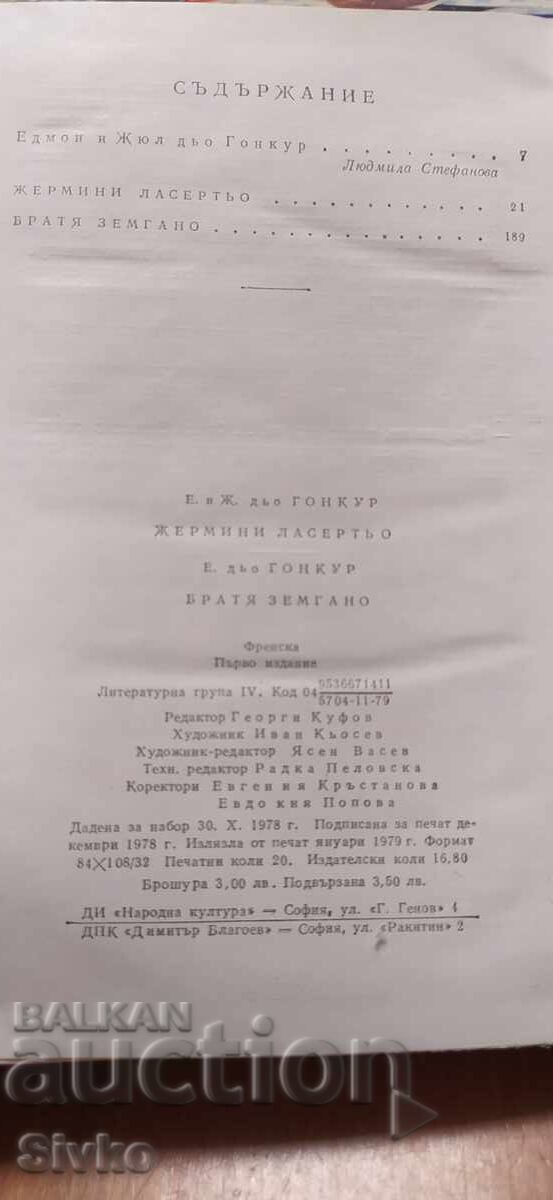 СЪДЪРЖАНИЕ
Едмон и Жюл дьо Гонкур . . . . . . . . . 7
Людмила Стефанова
ЖЕРМИНИ ЛАСЕРТЬО . . . . . . . . . . . . 21
БРАТЯ ЗЕМГАНО . . . . . . . . . . . . . . . 189
Е. и Ж. дьо ГОНКУР
ЖЕРМИНИ ЛАСЕРТЬО
Е. дьо ГОНКУР
БРАТЯ ЗЕМГАНО
Френска
Първо издание
Литературна група IV. Код 04 9536671411
5704-11-79
Редактор Георги Куфов
Художник Иван Кьосев
Художник-редактор Ясен Васев
Техн. редактор Радка Пеловска
Коректори Евгения Кръстанова
Евдокия Попова
Дадена за набор 30. X. 1978 г. Подписана за печат де-
кември 1978 г. Излязла от печат януари 1979 г. Формат
84×108/32 Печатни коли 20. Издателски коли 16,80
Брошура 3,00 лв. Подвързана 3,50 лв.
ДИ «Народна култура» — София, ул. «Г. Генов» 4
ДПК «Димитър Благоев» — София, ул. «Ракитин» 2
BALKAN
auction
Sivko